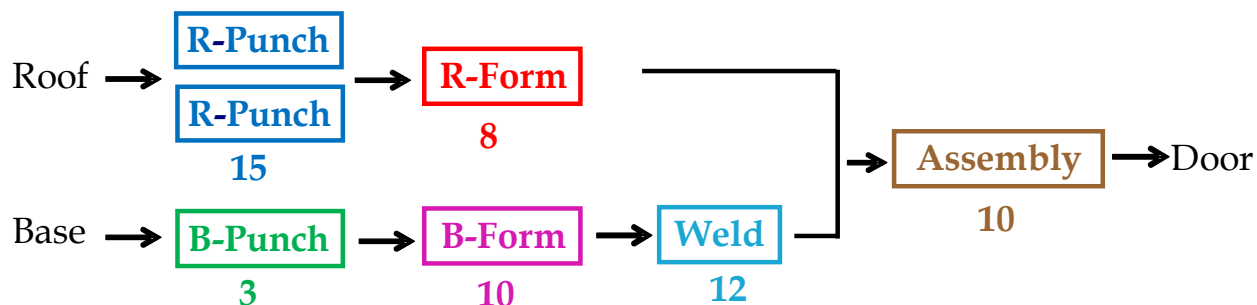 R-Punch
Roof
R-Form
R-Punch
8
15
Assembly
Door
Base
B-Punch
B-Form
Weld
10
3
10
12